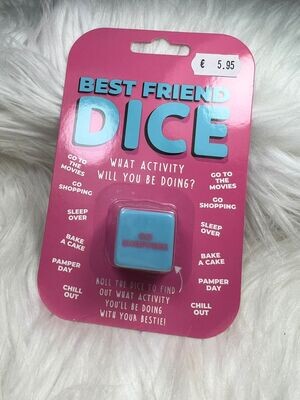 € 5.95
BEST FRIEND
DICE
WHAT ACTIVITY
WILL YOU BE DOING?
GO TO
THE
MOVIES
GO
SHOPPING
SLEEP
OVER
BAKE
A CAKE
PAMPER
DAY
CHILL
OUT
GO TO
THE
MOVIES
GO
SHOPPING
SLEEP
OVER
BAKE
A CAKE
PAMPER
DAY
CHILL
OUT
GO
SHOPPING
ROLL THE DICE TO FIND
OUT WHAT ACTIVITY
YOU'LL BE DOING
WITH YOUR BESTIE!